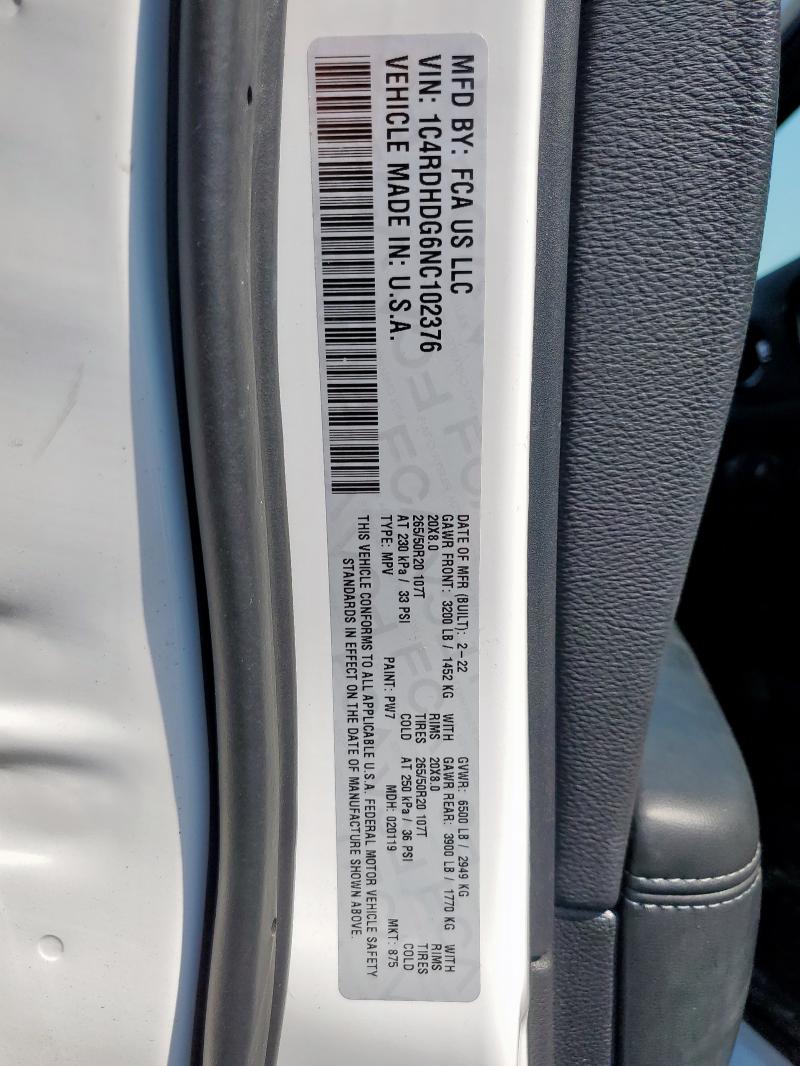 MFD BY: FCA US LLC
VIN: 1C4RDHDG6NC102376
VEHICLE MADE IN: U.S.A.
DATE OF MFR (BUILT): 2-22 GVWR: 6500 LB / 2949 KG
GAWR FRONT: 3200 LB / 1452 KG WITH GAWR REAR: 3900 LB / 1770 KG WITH
20X8.0 RIMS 20X8.0 RIMS
265/50R20 107T TIRES 265/50R20 107T TIRES
AT 230 kPa / 33 PSI COLD AT 250 kPa / 36 PSI COLD
TYPE: MPV PAINT: PW7 MDH: 020119 MKT: 875
THIS VEHICLE CONFORMS TO ALL APPLICABLE U.S.A. FEDERAL MOTOR VEHICLE SAFETY
STANDARDS IN EFFECT ON THE DATE OF MANUFACTURE SHOWN ABOVE.